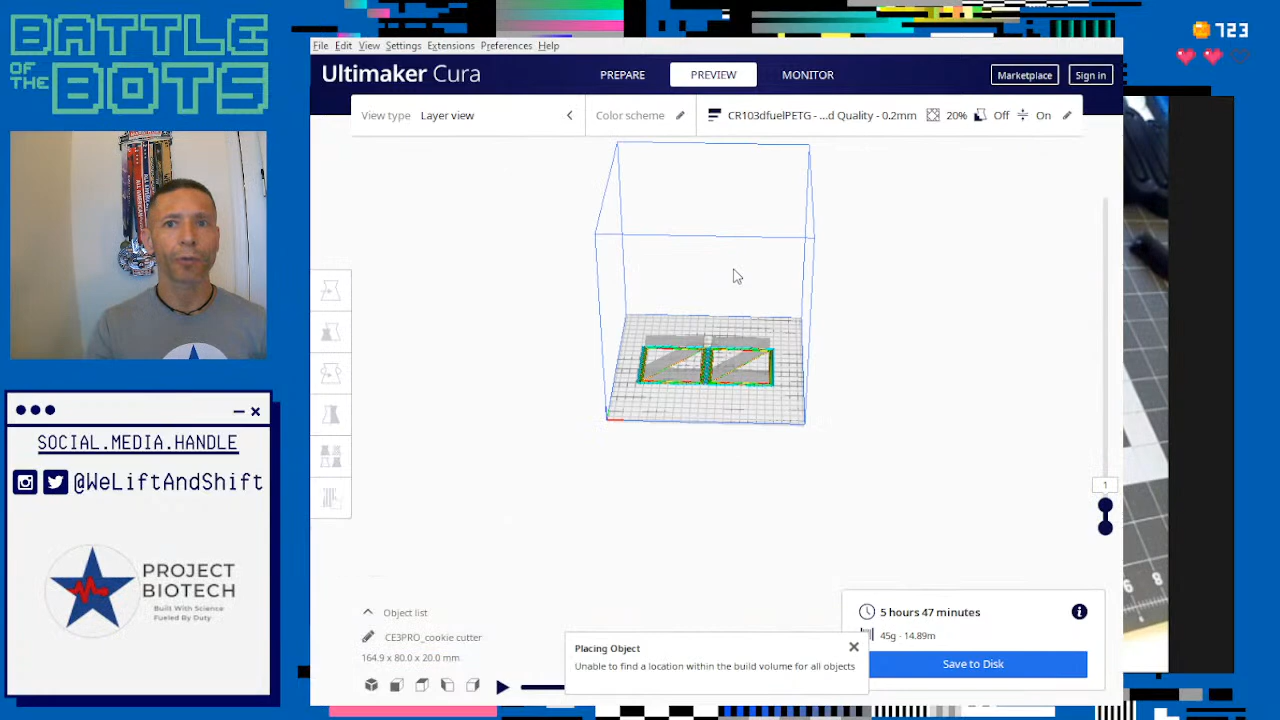 BATTLE
OF THE
BOTS
723
File Edit View Settings Extensions Preferences Help
Ultimaker Cura
PREPARE PREVIEW MONITOR
Marketplace Sign in
View type Layer view
Color scheme
CR103dfuelPETG - ...d Quality - 0.2mm 20% Off On
1
SOCIAL.MEDIA.HANDLE
@WeLiftAndShift
PROJECT
BIOTECH
Built With Science
Fueled By Duty
Object list
CE3PRO_cookie cutter
164.9 x 80.0 x 20.0 mm
5 hours 47 minutes
45g - 14.89m
Save to Disk
Placing Object
Unable to find a location within the build volume for all objects
6 8